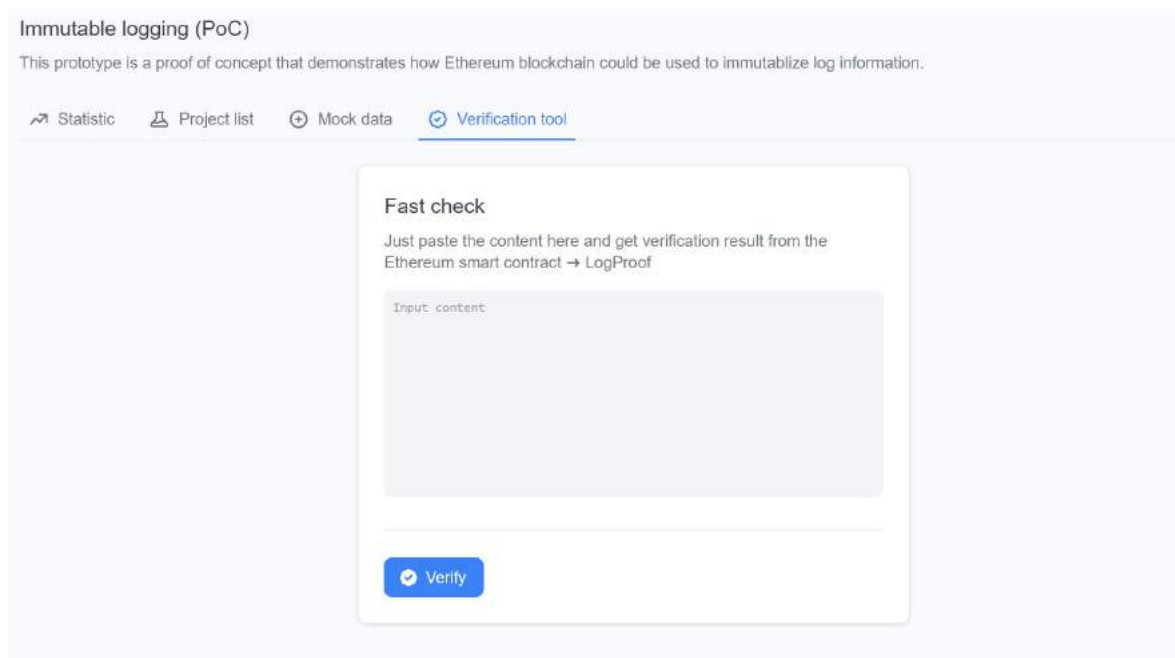 Immutable logging (PoC)
This prototype is a proof of concept that demonstrates how Ethereum blockchain could be used to immutablize log information.
Statistic Project list Mock data Verification tool
Fast check
Just paste the content here and get verification result from the
Ethereum smart contract → LogProof
Input content
Verify